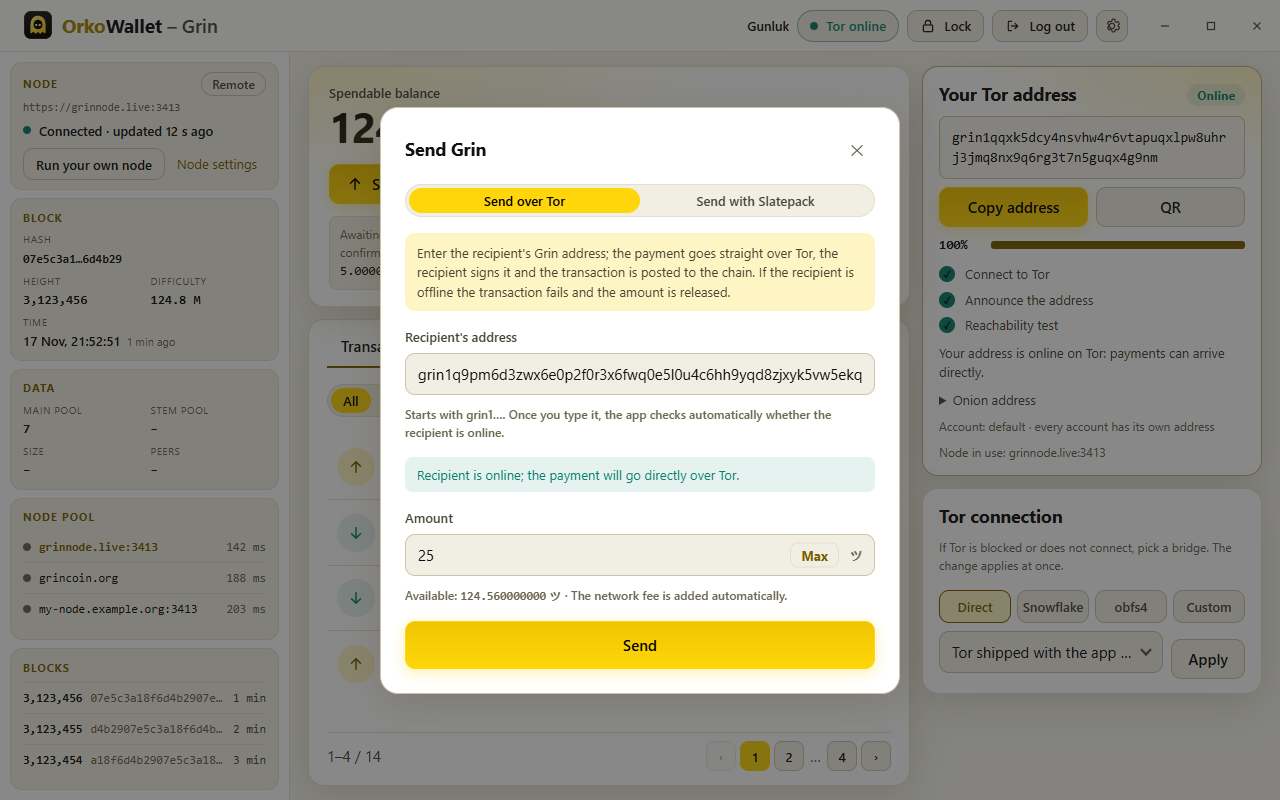 OrkoWallet – Grin
Gunluk
Tor online
Lock
Log out
NODE
Remote
https://grinnode.live:3413
Connected · updated 12 s ago
Run your own node
Node settings
BLOCK
HASH
07e5c3a1…6d4b29
HEIGHT
DIFFICULTY
3,123,456
124.8 M
TIME
17 Nov, 21:52:51 1 min ago
DATA
MAIN POOL
STEM POOL
7
–
SIZE
PEERS
–
–
NODE POOL
grinnode.live:3413 142 ms
grincoin.org 188 ms
my-node.example.org:3413 203 ms
BLOCKS
3,123,456 07e5c3a18f6d4b2907e… 1 min
3,123,455 d4b2907e5c3a18f6d4b… 2 min
3,123,454 a18f6d4b2907e5c3a18… 3 min
Spendable balance
All
1–4 / 14
‹ 1 2 … 4 ›
Send Grin
Send over Tor
Send with Slatepack
Enter the recipient's Grin address; the payment goes straight over Tor, the
recipient signs it and the transaction is posted to the chain. If the recipient is
offline the transaction fails and the amount is released.
Recipient's address
grin1q9pm6d3zwx6e0p2f0r3x6fwq0e5l0u4c6hh9yqd8zjxyk5vw5ekq
Starts with grin1…. Once you type it, the app checks automatically whether the
recipient is online.
Recipient is online; the payment will go directly over Tor.
Amount
25
Max
ツ
Available: 124.560000000 ツ · The network fee is added automatically.
Send
Your Tor address
Online
grin1qqxk5dcy4nsvhw4r6vtapuqxlpw8uhr
j3jmq8nx9q6rg3t7n5guqx4g9nm
Copy address
QR
100%
Connect to Tor
Announce the address
Reachability test
Your address is online on Tor: payments can arrive
directly.
Onion address
Account: default · every account has its own address
Node in use: grinnode.live:3413
Tor connection
If Tor is blocked or does not connect, pick a bridge. The
change applies at once.
Direct
Snowflake
obfs4
Custom
Tor shipped with the app …
Apply